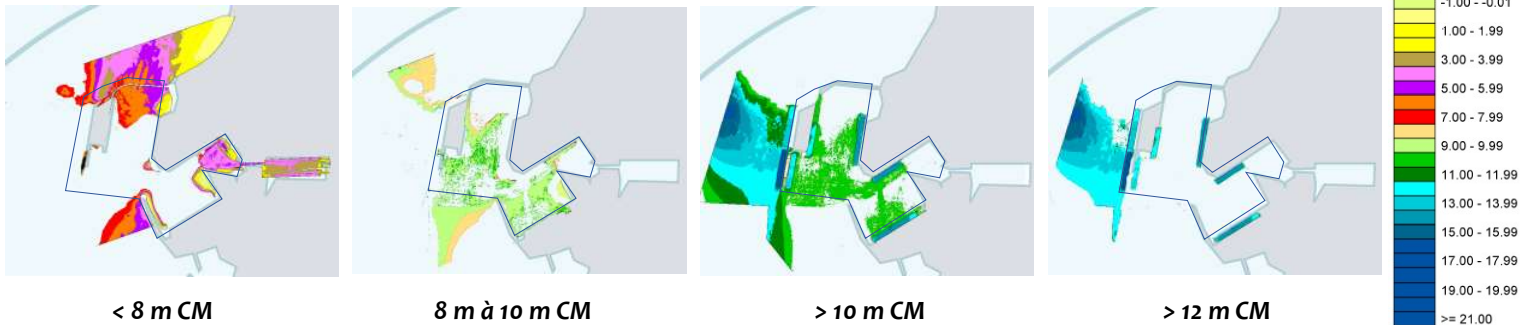 -1.00 - -0.01
1.00 - 1.99
3.00 - 3.99
5.00 - 5.99
7.00 - 7.99
9.00 - 9.99
11.00 - 11.99
13.00 - 13.99
15.00 - 15.99
17.00 - 17.99
19.00 - 19.99
>= 21.00
< 8 m CM
8 m à 10 m CM
> 10 m CM
> 12 m CM